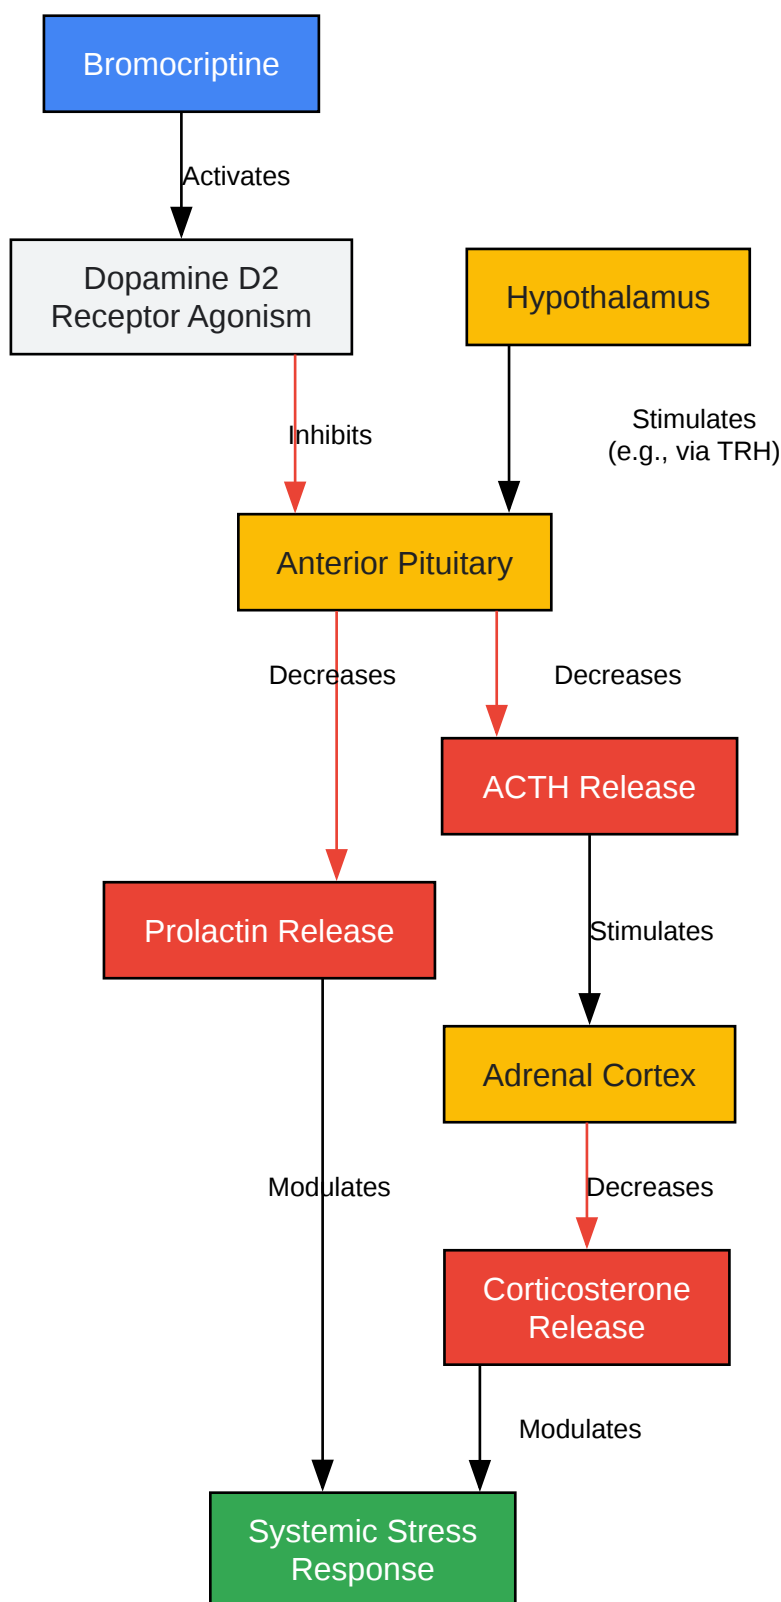 Bromocriptine
Activates
Dopamine D2
Receptor Agonism
Hypothalamus
Inhibits
Stimulates
(e.g., via TRH)
Anterior Pituitary
Decreases
Decreases
ACTH Release
Prolactin Release
Stimulates
Adrenal Cortex
Modulates
Decreases
Corticosterone
Release
Modulates
Systemic Stress
Response